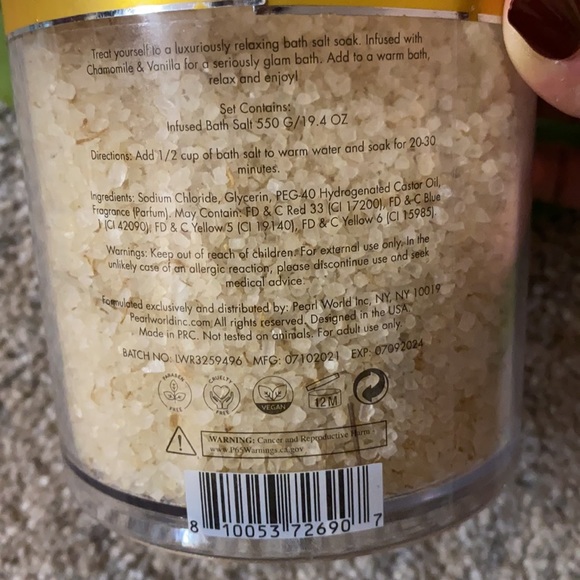 Treat yourself to a luxuriously relaxing bath salt soak. Infused with
Chamomile & Vanilla for a seriously glam bath. Add to a warm bath,
relax and enjoy!
Set Contains:
Infused Bath Salt 550 G/19.4 OZ
Directions: Add 1/2 cup of bath salt to warm water and soak for 20-30
minutes.
Ingredients: Sodium Chloride, Glycerin, PEG-40 Hydrogenated Castor Oil,
Fragrance (Parfum). May Contain: FD & C Red 33 (CI 17200), FD & C Blue
1 (CI 42090), FD & C Yellow 5 (CI 19140), FD & C Yellow 6 (CI 15985).
Warnings: Keep out of reach of children. For external use only. In the
unlikely case of an allergic reaction, please discontinue use and seek
medical advice.
Formulated exclusively and distributed by: Pearl World Inc, NY, NY 10019
Pearlworldinc.com All rights reserved. Designed in the USA.
Made in PRC. Not tested on animals. For adult use only.
BATCH NO: LWR3259496 MFG: 07102021 EXP: 07092024
PARABEN FREE
CRUELTY FREE
VEGAN
12M
WARNING: Cancer and Reproductive Harm -
www.P65Warnings.ca.gov
8 10053 72690 7